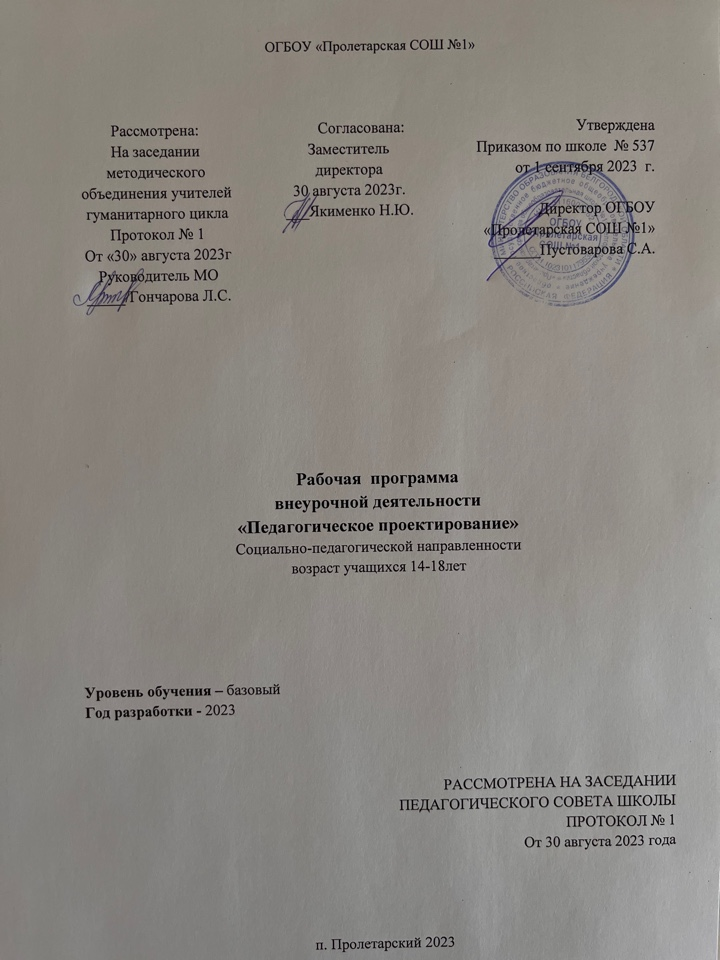 ОГБОУ «Пролетарская СОШ №1»
Рассмотрена:
На заседании
методического
объединения учителей
гуманитарного цикла
Протокол № 1
От «30» августа 2023г
Руководитель МО
Гончарова Л.С.
Согласована:
Заместитель
директора
30 августа 2023г.
Якименко Н.Ю.
Утверждена
Приказом по школе № 537
от 1 сентября 2023 г.
Директор ОГБОУ
«Пролетарская СОШ №1»
Пустоварова С.А.
ОГБОУ
Пролетарская
РОССИЙСКАЯ ФЕДЕРАЦИЯ
Рабочая программа
внеурочной деятельности
«Педагогическое проектирование»
Социально-педагогической направленности
возраст учащихся 14-18лет
Уровень обучения – базовый
Год разработки - 2023
РАССМОТРЕНА НА ЗАСЕДАНИИ
ПЕДАГОГИЧЕСКОГО СОВЕТА ШКОЛЫ
ПРОТОКОЛ № 1
От 30 августа 2023 года
п. Пролетарский 2023